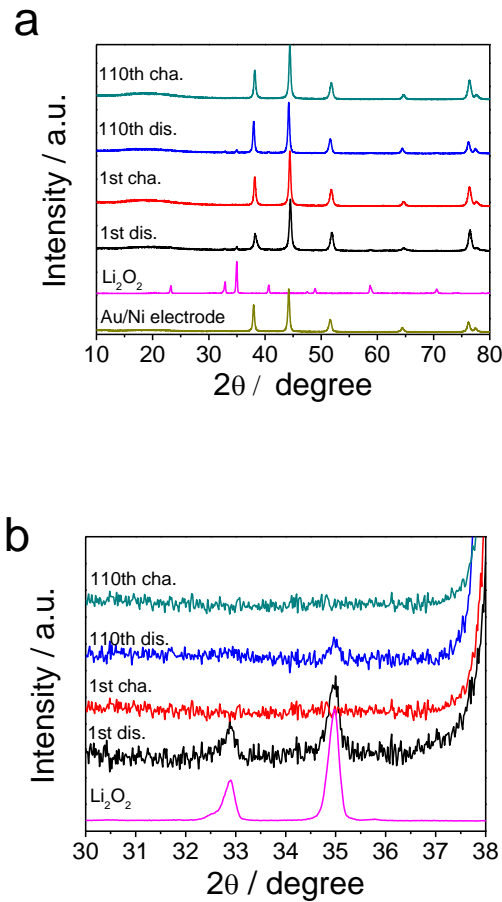 a
Intensity / a.u.
110th cha.
110th dis.
1st cha.
1st dis.
Li₂O₂
Au/Ni electrode
10 20 30 40 50 60 70 80
2θ / degree
b
Intensity / a.u.
110th cha.
110th dis.
1st cha.
1st dis.
Li₂O₂
30 31 32 33 34 35 36 37 38
2θ / degree